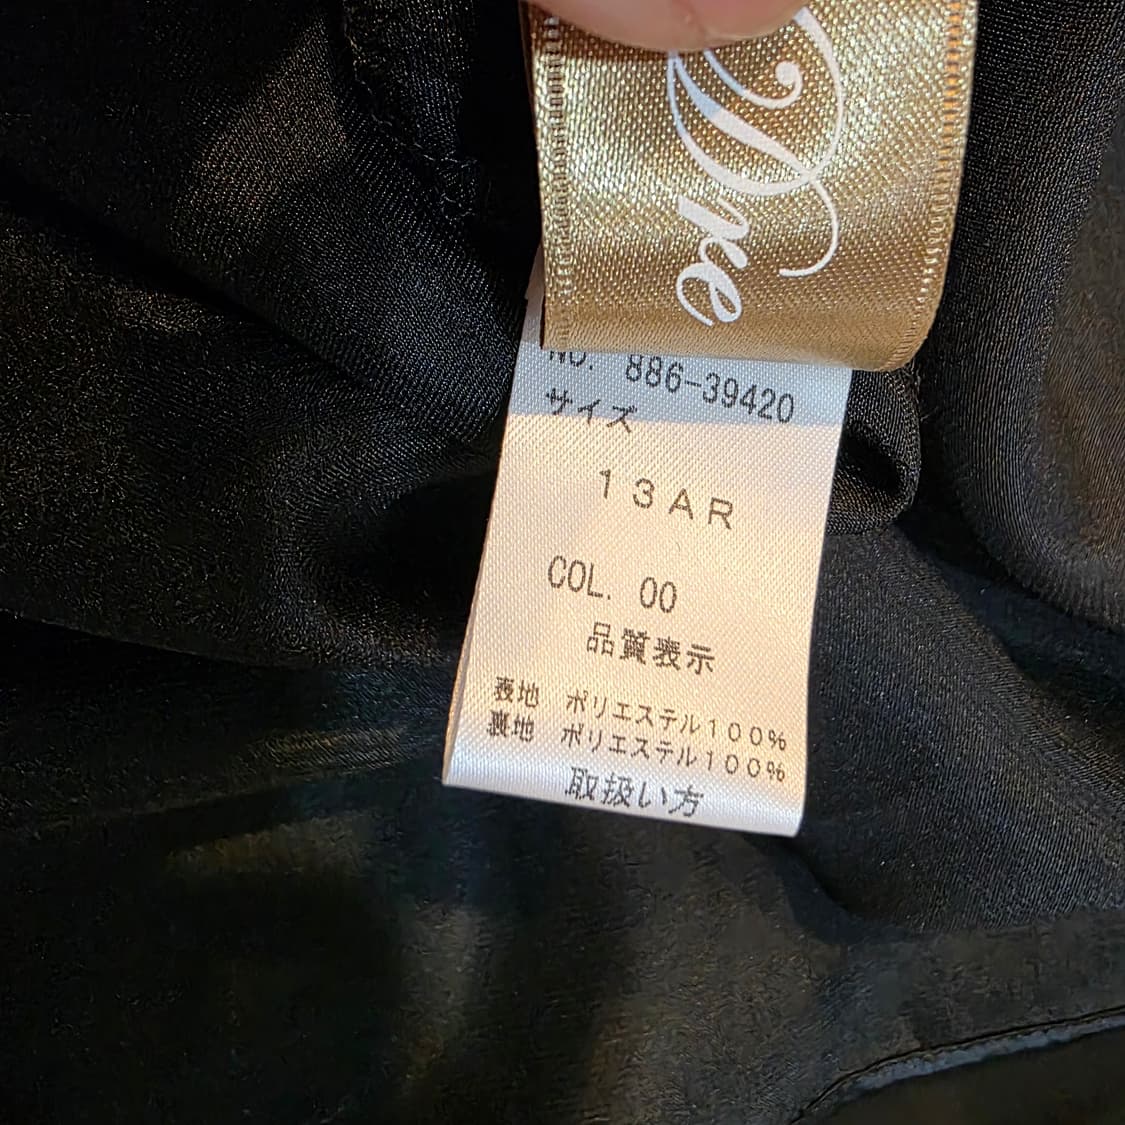 Dre
NO. 886-39420
サイズ
13AR
COL. 00
品質表示
表地 ポリエステル100%
裏地 ポリエステル100%
取扱い方